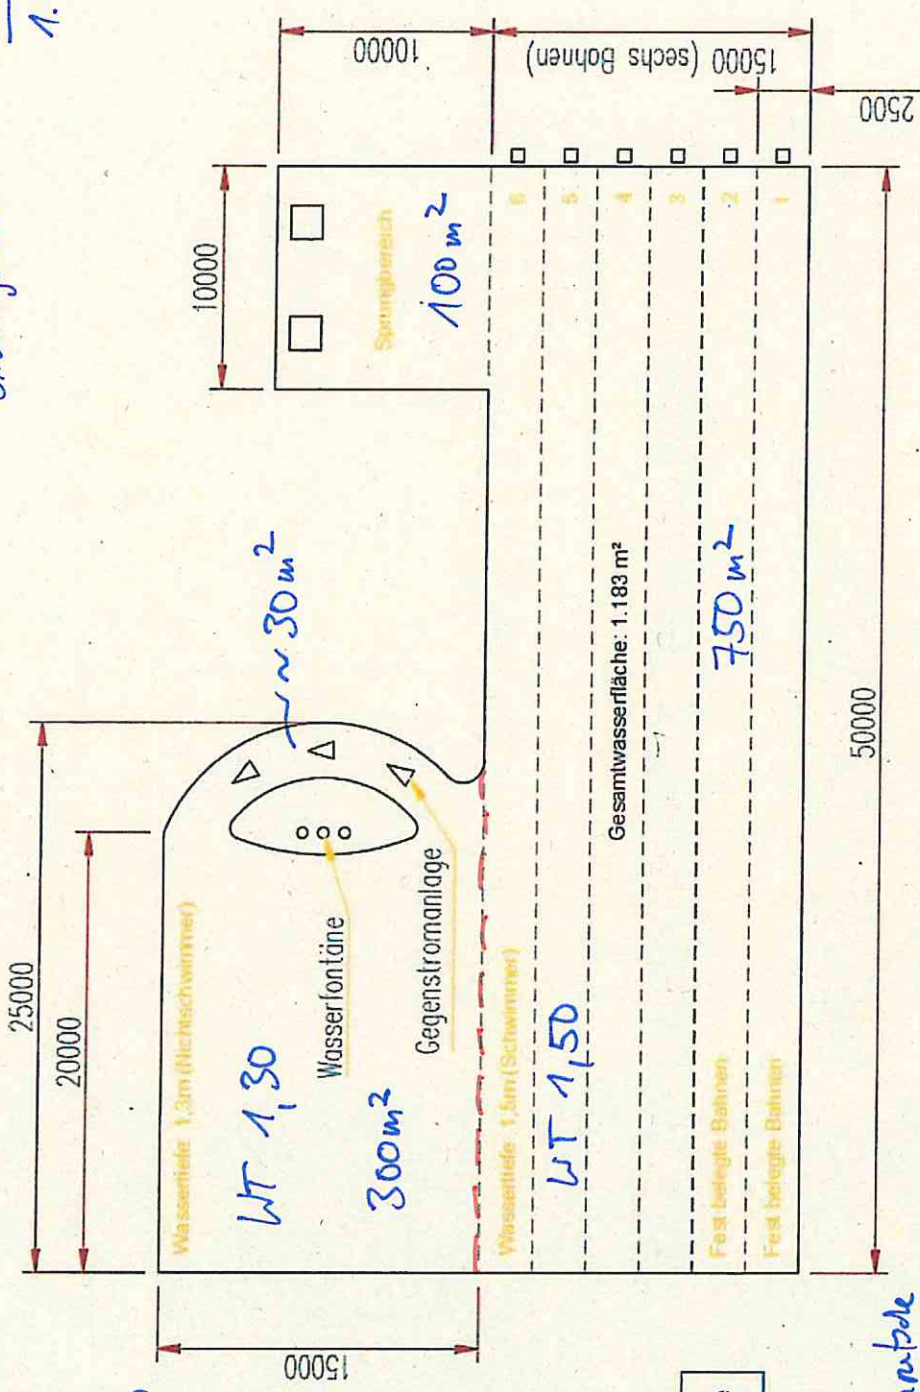 1.
25000
20000
10000
10000
15000
15000 (sechs Bahnen)
2500
50000
Wassertiefe 1,3m (Nichtschwimmer)
WT 1,30
300 m²
Wasserfontäne
Gegenstromanlage
~ 30 m²
Sprungbereich
100 m²
Wassertiefe 1,5m (Schwimmer)
WT 1,50
Gesamtwasserfläche: 1.183 m²
750 m²
Fest belegte Bahnen
Fest belegte Bahnen
6
5
4
3
2
1